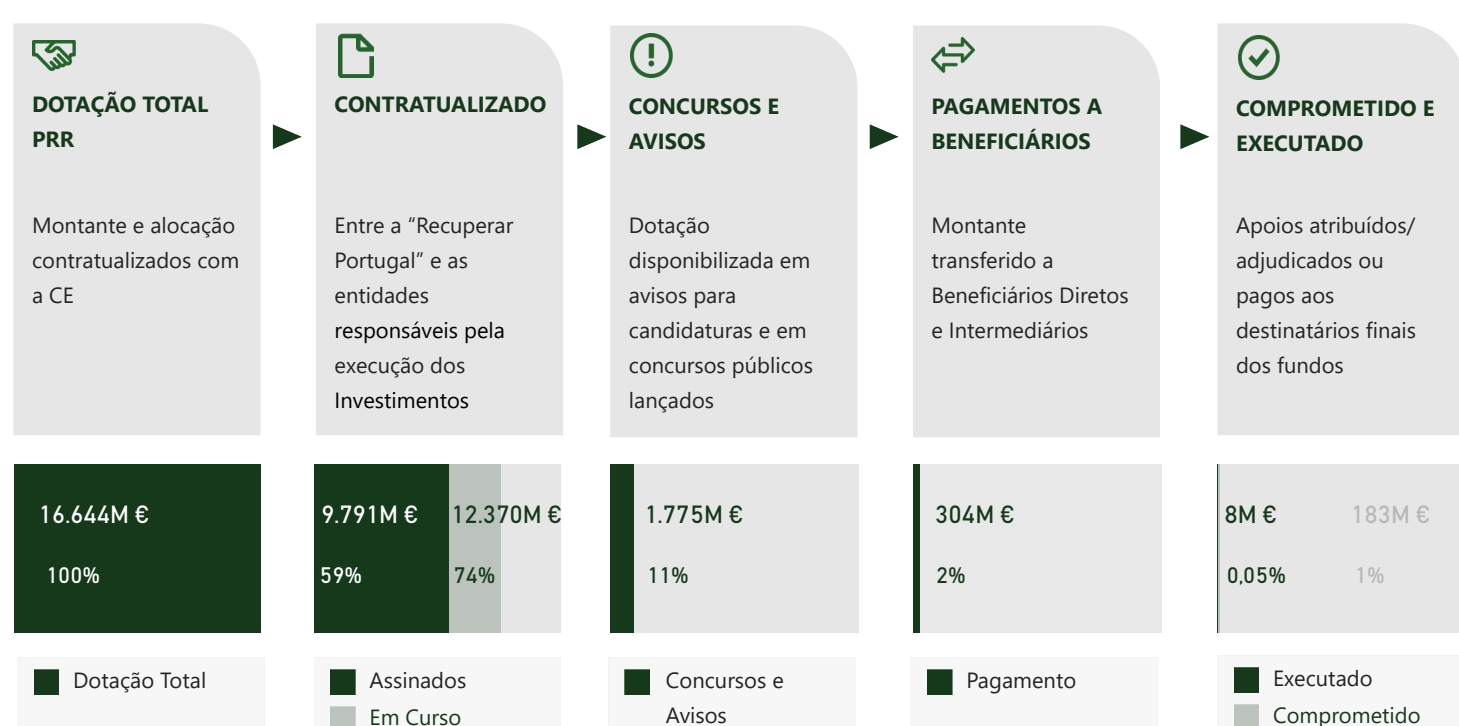 DOTAÇÃO TOTAL
PRR
Montante e alocação
contratualizados com
a CE
CONTRATUALIZADO
Entre a “Recuperar
Portugal” e as
entidades
responsáveis pela
execução dos
Investimentos
CONCURSOS E
AVISOS
Dotação
disponibilizada em
avisos para
candidaturas e em
concursos públicos
lançados
PAGAMENTOS A
BENEFICIÁRIOS
Montante
transferido a
Beneficiários Diretos
e Intermediários
COMPROMETIDO E
EXECUTADO
Apoios atribuídos/
adjudicados ou
pagos aos
destinatários finais
dos fundos
16.644M €
100%
9.791M € 12.370M €
59% 74%
1.775M €
11%
304M €
2%
8M € 183M €
0,05% 1%
Dotação Total
Assinados
Em Curso
Concursos e
Avisos
Pagamento
Executado
Comprometido